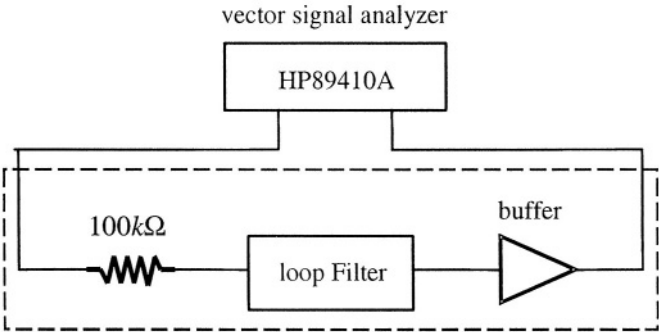 vector signal analyzer
HP89410A
100kΩ
buffer
loop Filter